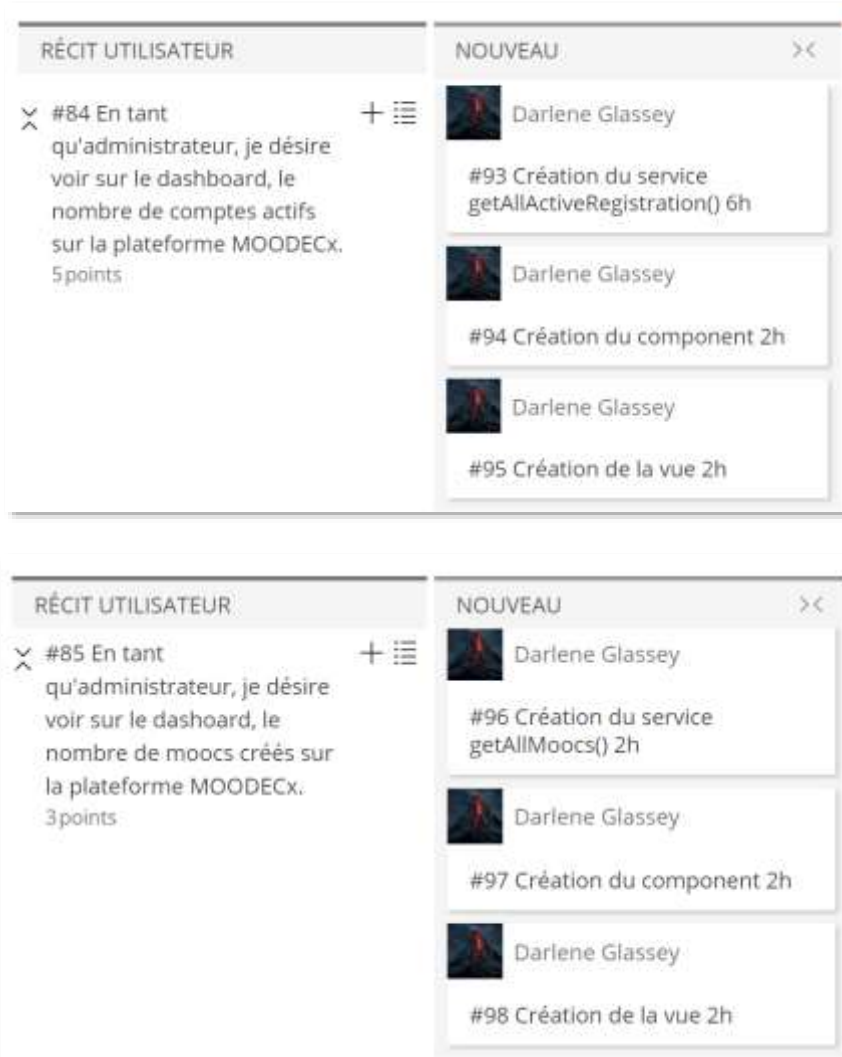 RÉCIT UTILISATEUR
NOUVEAU
#84 En tant
qu'administrateur, je désire
voir sur le dashboard, le
nombre de comptes actifs
sur la plateforme MOODECx.
5 points
Darlene Glassey
#93 Création du service
getAllActiveRegistration() 6h
Darlene Glassey
#94 Création du component 2h
Darlene Glassey
#95 Création de la vue 2h
RÉCIT UTILISATEUR
NOUVEAU
#85 En tant
qu'administrateur, je désire
voir sur le dashoard, le
nombre de moocs créés sur
la plateforme MOODECx.
3 points
Darlene Glassey
#96 Création du service
getAllMoocs() 2h
Darlene Glassey
#97 Création du component 2h
Darlene Glassey
#98 Création de la vue 2h